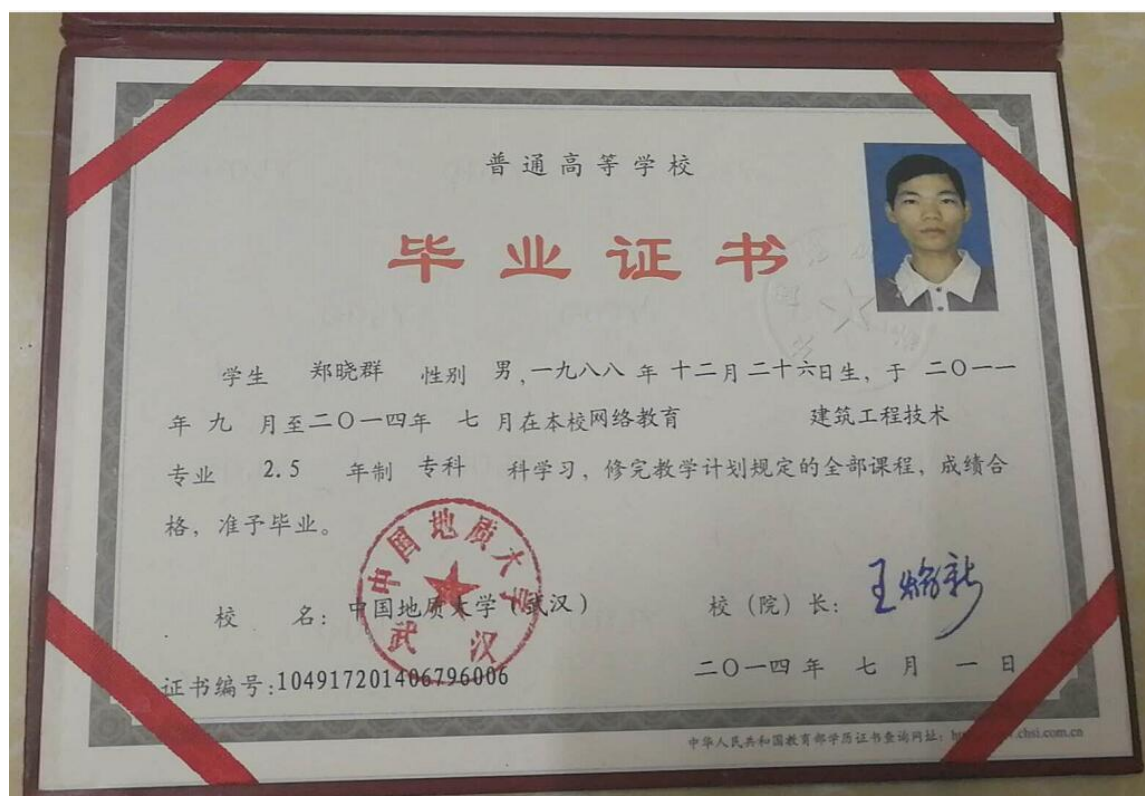 普通高等学校
毕业证书
学生 郑晓群 性别 男,一九八八 年 十二月二十六日生, 于 二〇一一
年 九 月至二〇一四年 七 月在本校网络教育 建筑工程技术
专业 2.5 年制 专科 科学习, 修完教学计划规定的全部课程, 成绩合
格, 准予毕业。
中国地质大学
武汉
校 名: 中国地质大学(武汉) 校(院)长:
证书编号:104917201406796006 二〇一四 年 七 月 一 日
中华人民共和国教育部学历证书查询网址: chsi.com.cn